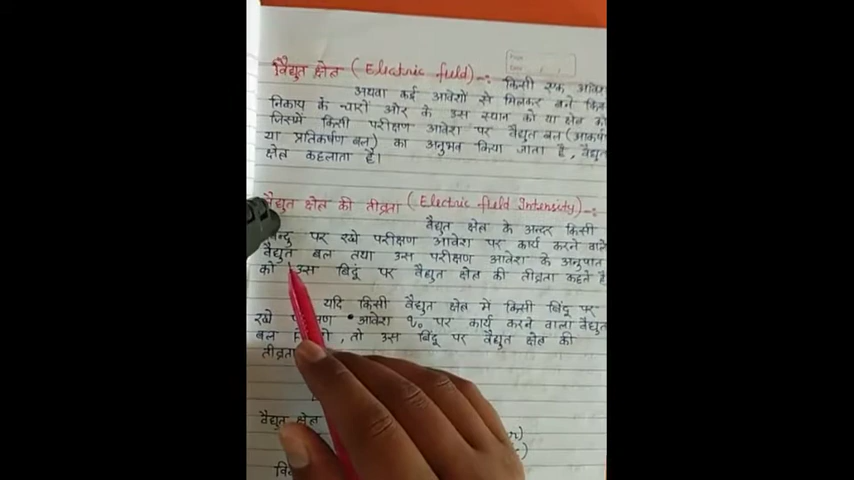 Page
Date
वैद्युत क्षेत्र ( Electric field) -: किसी एक आवेश
अथवा कई आवेशों से मिलकर बने किसी
निकाय के चारों ओर के उस स्थान को या क्षेत्र को
जिसमें किसी परीक्षण आवेश पर वैद्युत बल (आकर्षण
या प्रतिकर्षण बल) का अनुभव किया जाता है , वैद्युत
क्षेत्र कहलाता है।
वैद्युत क्षेत्र की तीव्रता ( Electric field Intensity) -:
वैद्युत क्षेत्र के अन्दर किसी
बिन्दु पर रखे परीक्षण आवेश पर कार्य करने वाले
वैद्युत बल तथा उस परीक्षण आवेश के अनुपात
को उस बिंदू पर वैद्युत क्षेत्र की तीव्रता कहते है
यदि किसी वैद्युत क्षेत्र में किसी बिंदू पर
रखे आवेश q₀ पर कार्य करने वाला वैद्युत
बल , तो उस बिंदू पर वैद्युत क्षेत्र की
तीव्रता
वैद्युत क्षेत्र